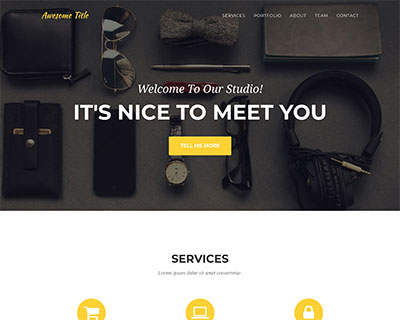 Awesome Title
SERVICES PORTFOLIO ABOUT TEAM CONTACT
Welcome To Our Studio!
IT'S NICE TO MEET YOU
TELL ME MORE
SERVICES
Lorem ipsum dolor sit amet consectetur.